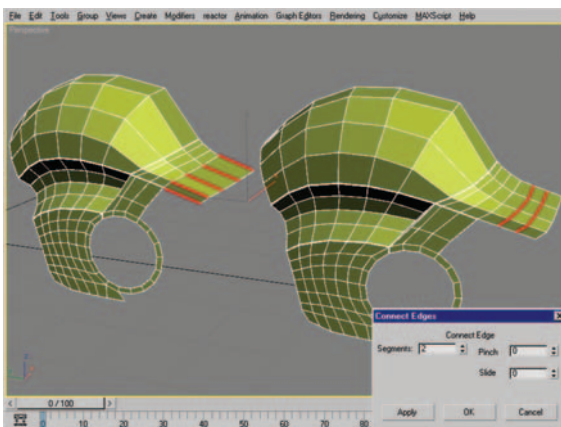 File Edit Tools Group Views Create Modifiers reactor Animation Graph Editors Rendering Customize MAXScript Help
Perspective
Connect Edges
Connect Edge
Segments: 2
Pinch 0
Slide 0
Apply OK Cancel
0 / 100
0 10 20 30 40 50 60 70 80